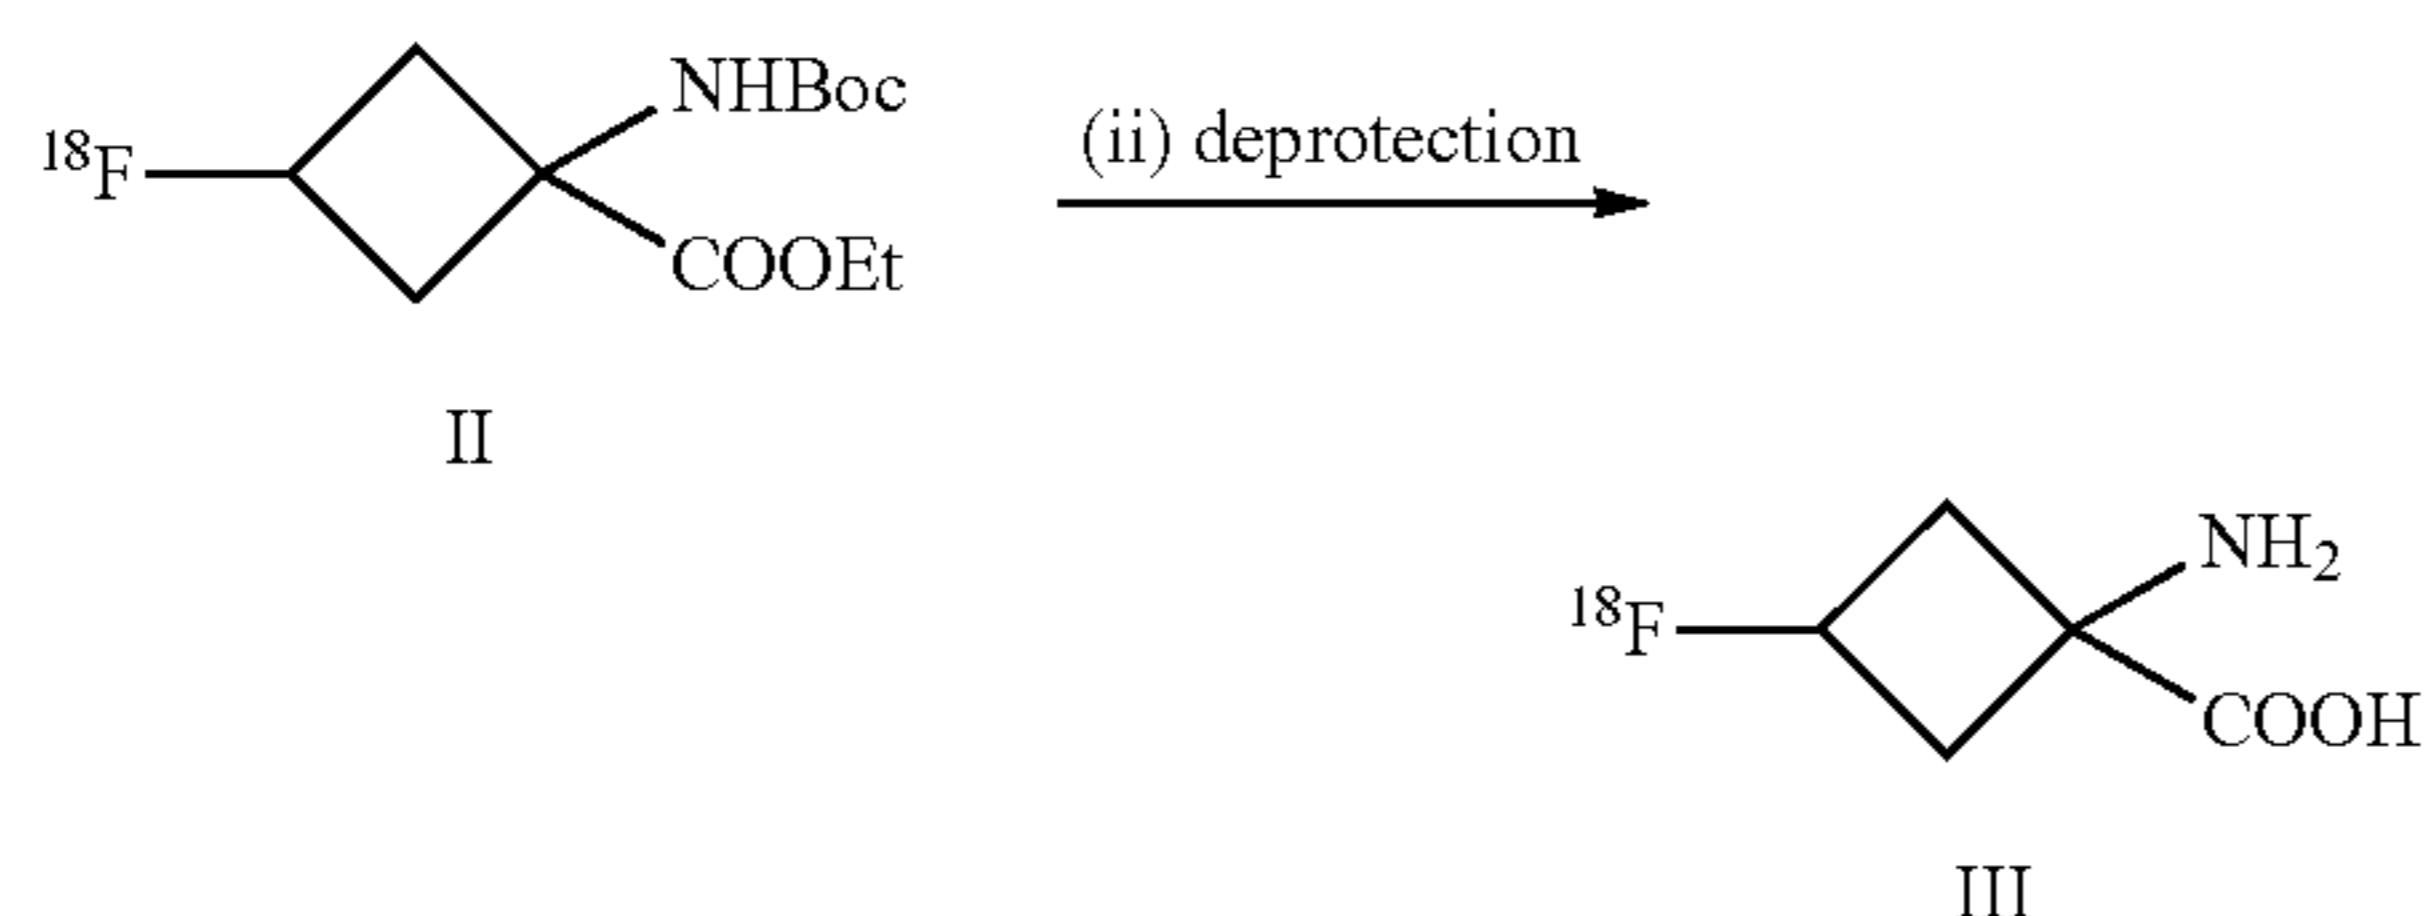 NHBoc
(ii) deprotection
¹⁸F
COOEt
II
NH₂
¹⁸F
COOH
III